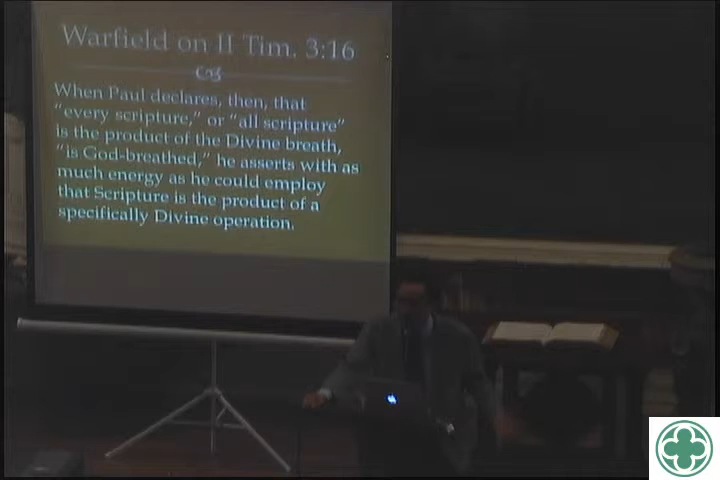 Warfield on II Tim. 3:16
When Paul declares, then, that
"every scripture," or "all scripture"
is the product of the Divine breath,
"is God-breathed," he asserts with as
much energy as he could employ
that Scripture is the product of a
specifically Divine operation.